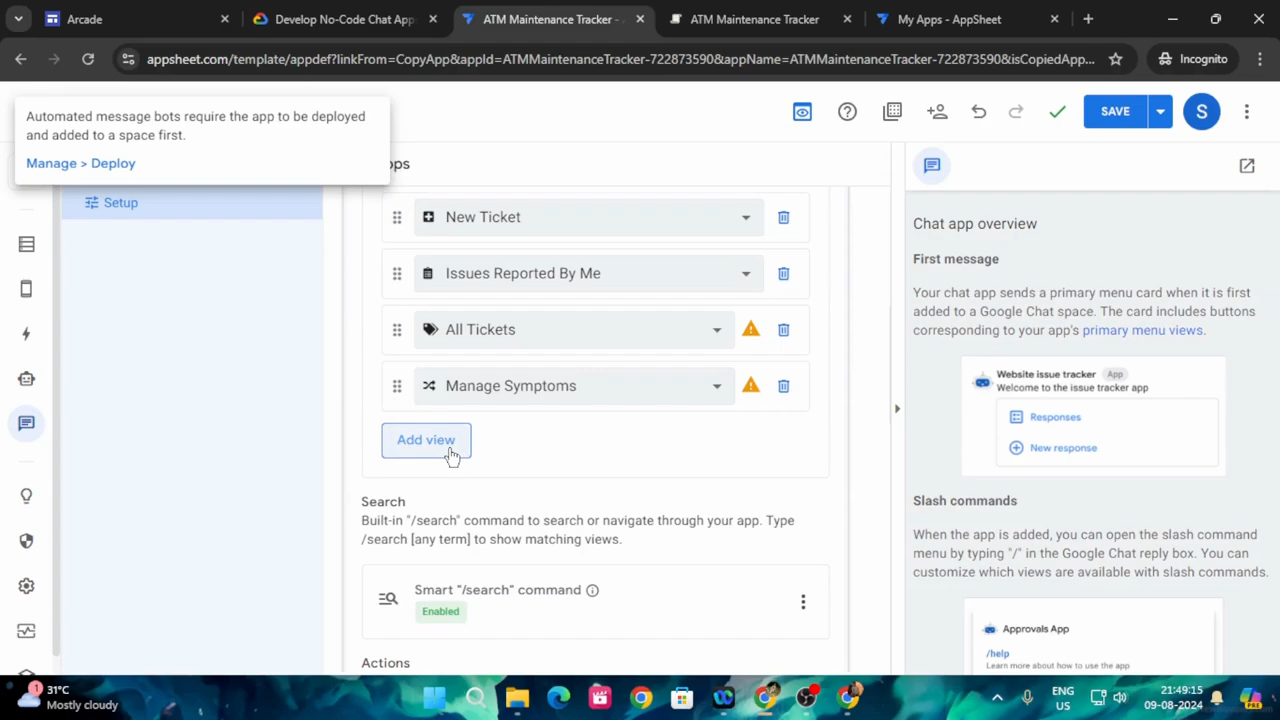 Arcade
Develop No-Code Chat App
ATM Maintenance Tracker -
ATM Maintenance Tracker
My Apps - AppSheet
appsheet.com/template/appdef?linkFrom=CopyApp&appId=ATMMaintenanceTracker-722873590&appName=ATMMaintenanceTracker-722873590&isCopiedApp...
Incognito
Automated message bots require the app to be deployed
and added to a space first.
Manage > Deploy
SAVE
S
ps
Setup
New Ticket
Issues Reported By Me
All Tickets
Manage Symptoms
Add view
Search
Built-in "/search" command to search or navigate through your app. Type
/search [any term] to show matching views.
Smart "/search" command
Enabled
Actions
Chat app overview
First message
Your chat app sends a primary menu card when it is first
added to a Google Chat space. The card includes buttons
corresponding to your app's primary menu views.
Website issue tracker App
Welcome to the issue tracker app
Responses
New response
Slash commands
When the app is added, you can open the slash command
menu by typing "/" in the Google Chat reply box. You can
customize which views are available with slash commands.
Approvals App
/help
Learn more about how to use the app
1
31°C
Mostly cloudy
ENG
US
21:49:15
09-08-2024
PRE